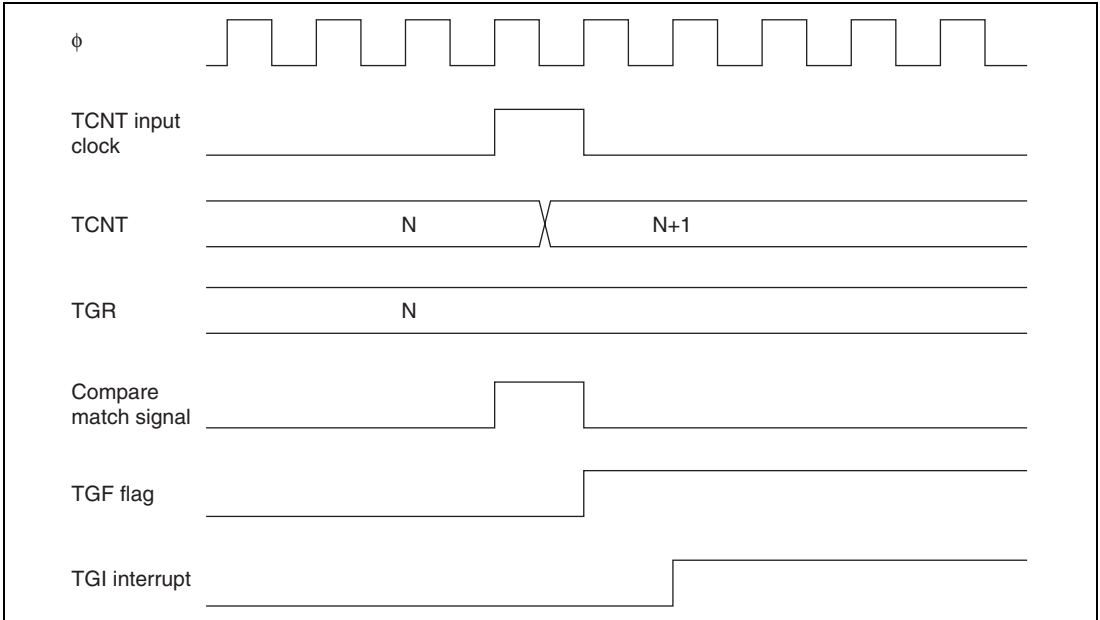 ϕ
TCNT input
clock
TCNT N N+1
TGR N
Compare
match signal
TGF flag
TGI interrupt